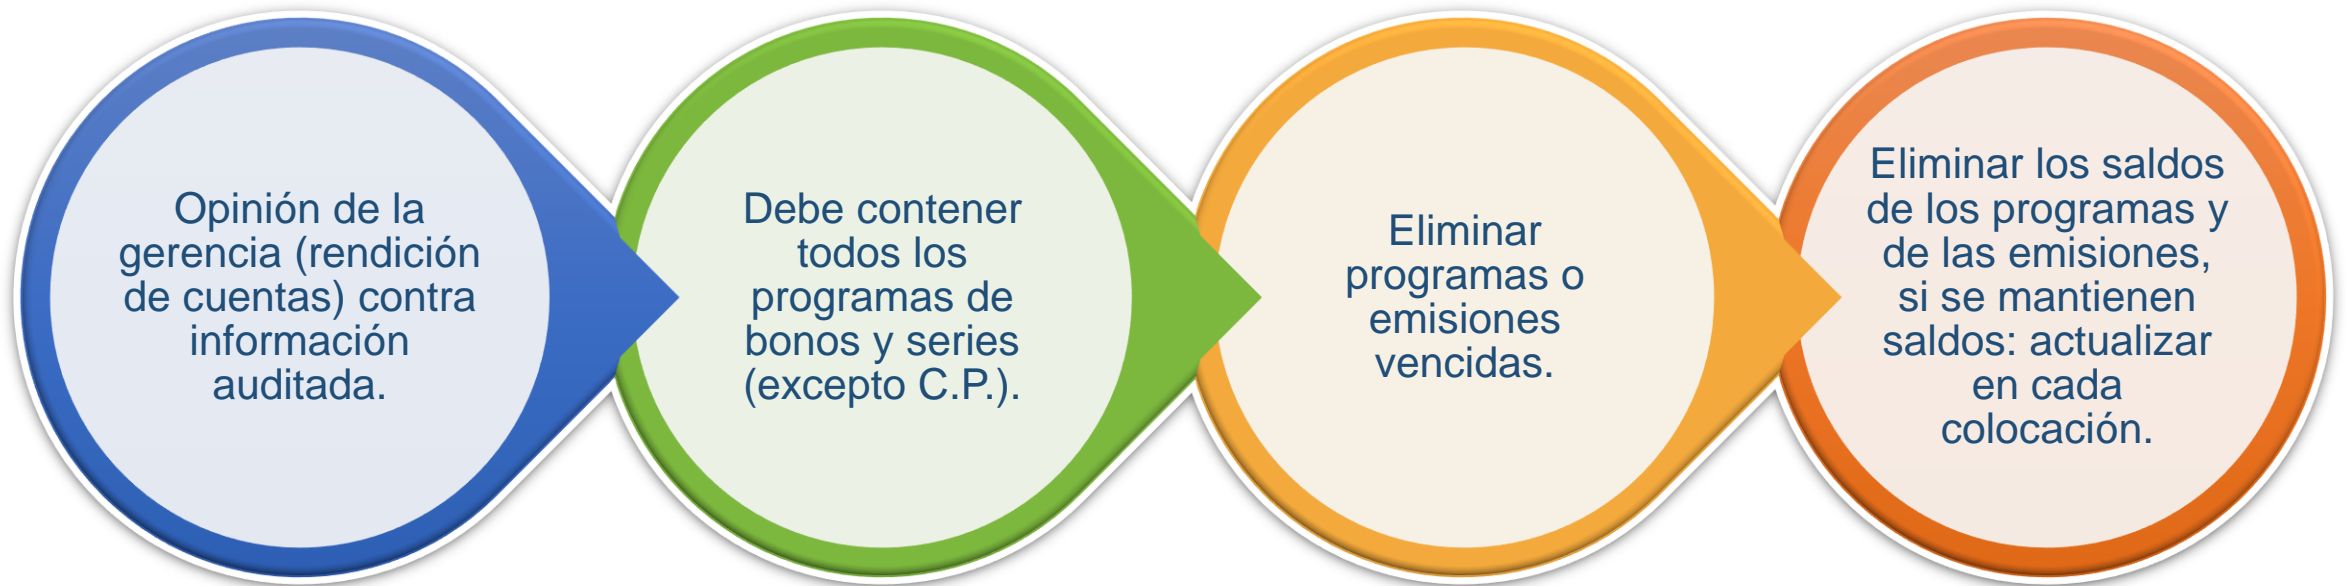 Opinión de la
gerencia (rendición
de cuentas) contra
información
auditada.
Debe contener
todos los
programas de
bonos y series
(excepto C.P.).
Eliminar
programas o
emisiones
vencidas.
Eliminar los saldos
de los programas y
de las emisiones,
si se mantienen
saldos: actualizar
en cada
colocación.